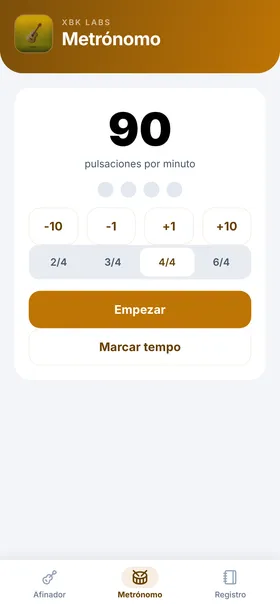 XBK LABS
Metrónomo
90
pulsaciones por minuto
-10 -1 +1 +10
2/4 3/4 4/4 6/4
Empezar
Marcar tempo
Afinador Metrónomo Registro